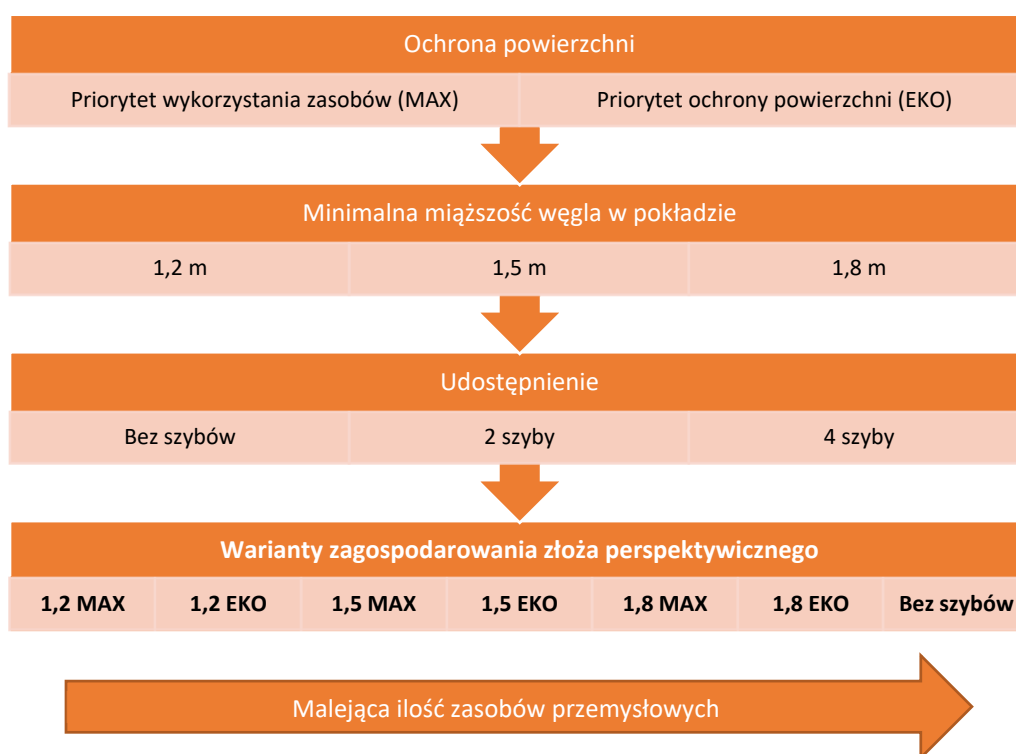 Ochrona powierzchni
Priorytet wykorzystania zasobów (MAX) Priorytet ochrony powierzchni (EKO)
Minimalna miąższość węgla w pokładzie
1,2 m 1,5 m 1,8 m
Udostępnienie
Bez szybów 2 szyby 4 szyby
Warianty zagospodarowania złoża perspektywicznego
1,2 MAX 1,2 EKO 1,5 MAX 1,5 EKO 1,8 MAX 1,8 EKO Bez szybów
Malejąca ilość zasobów przemysłowych